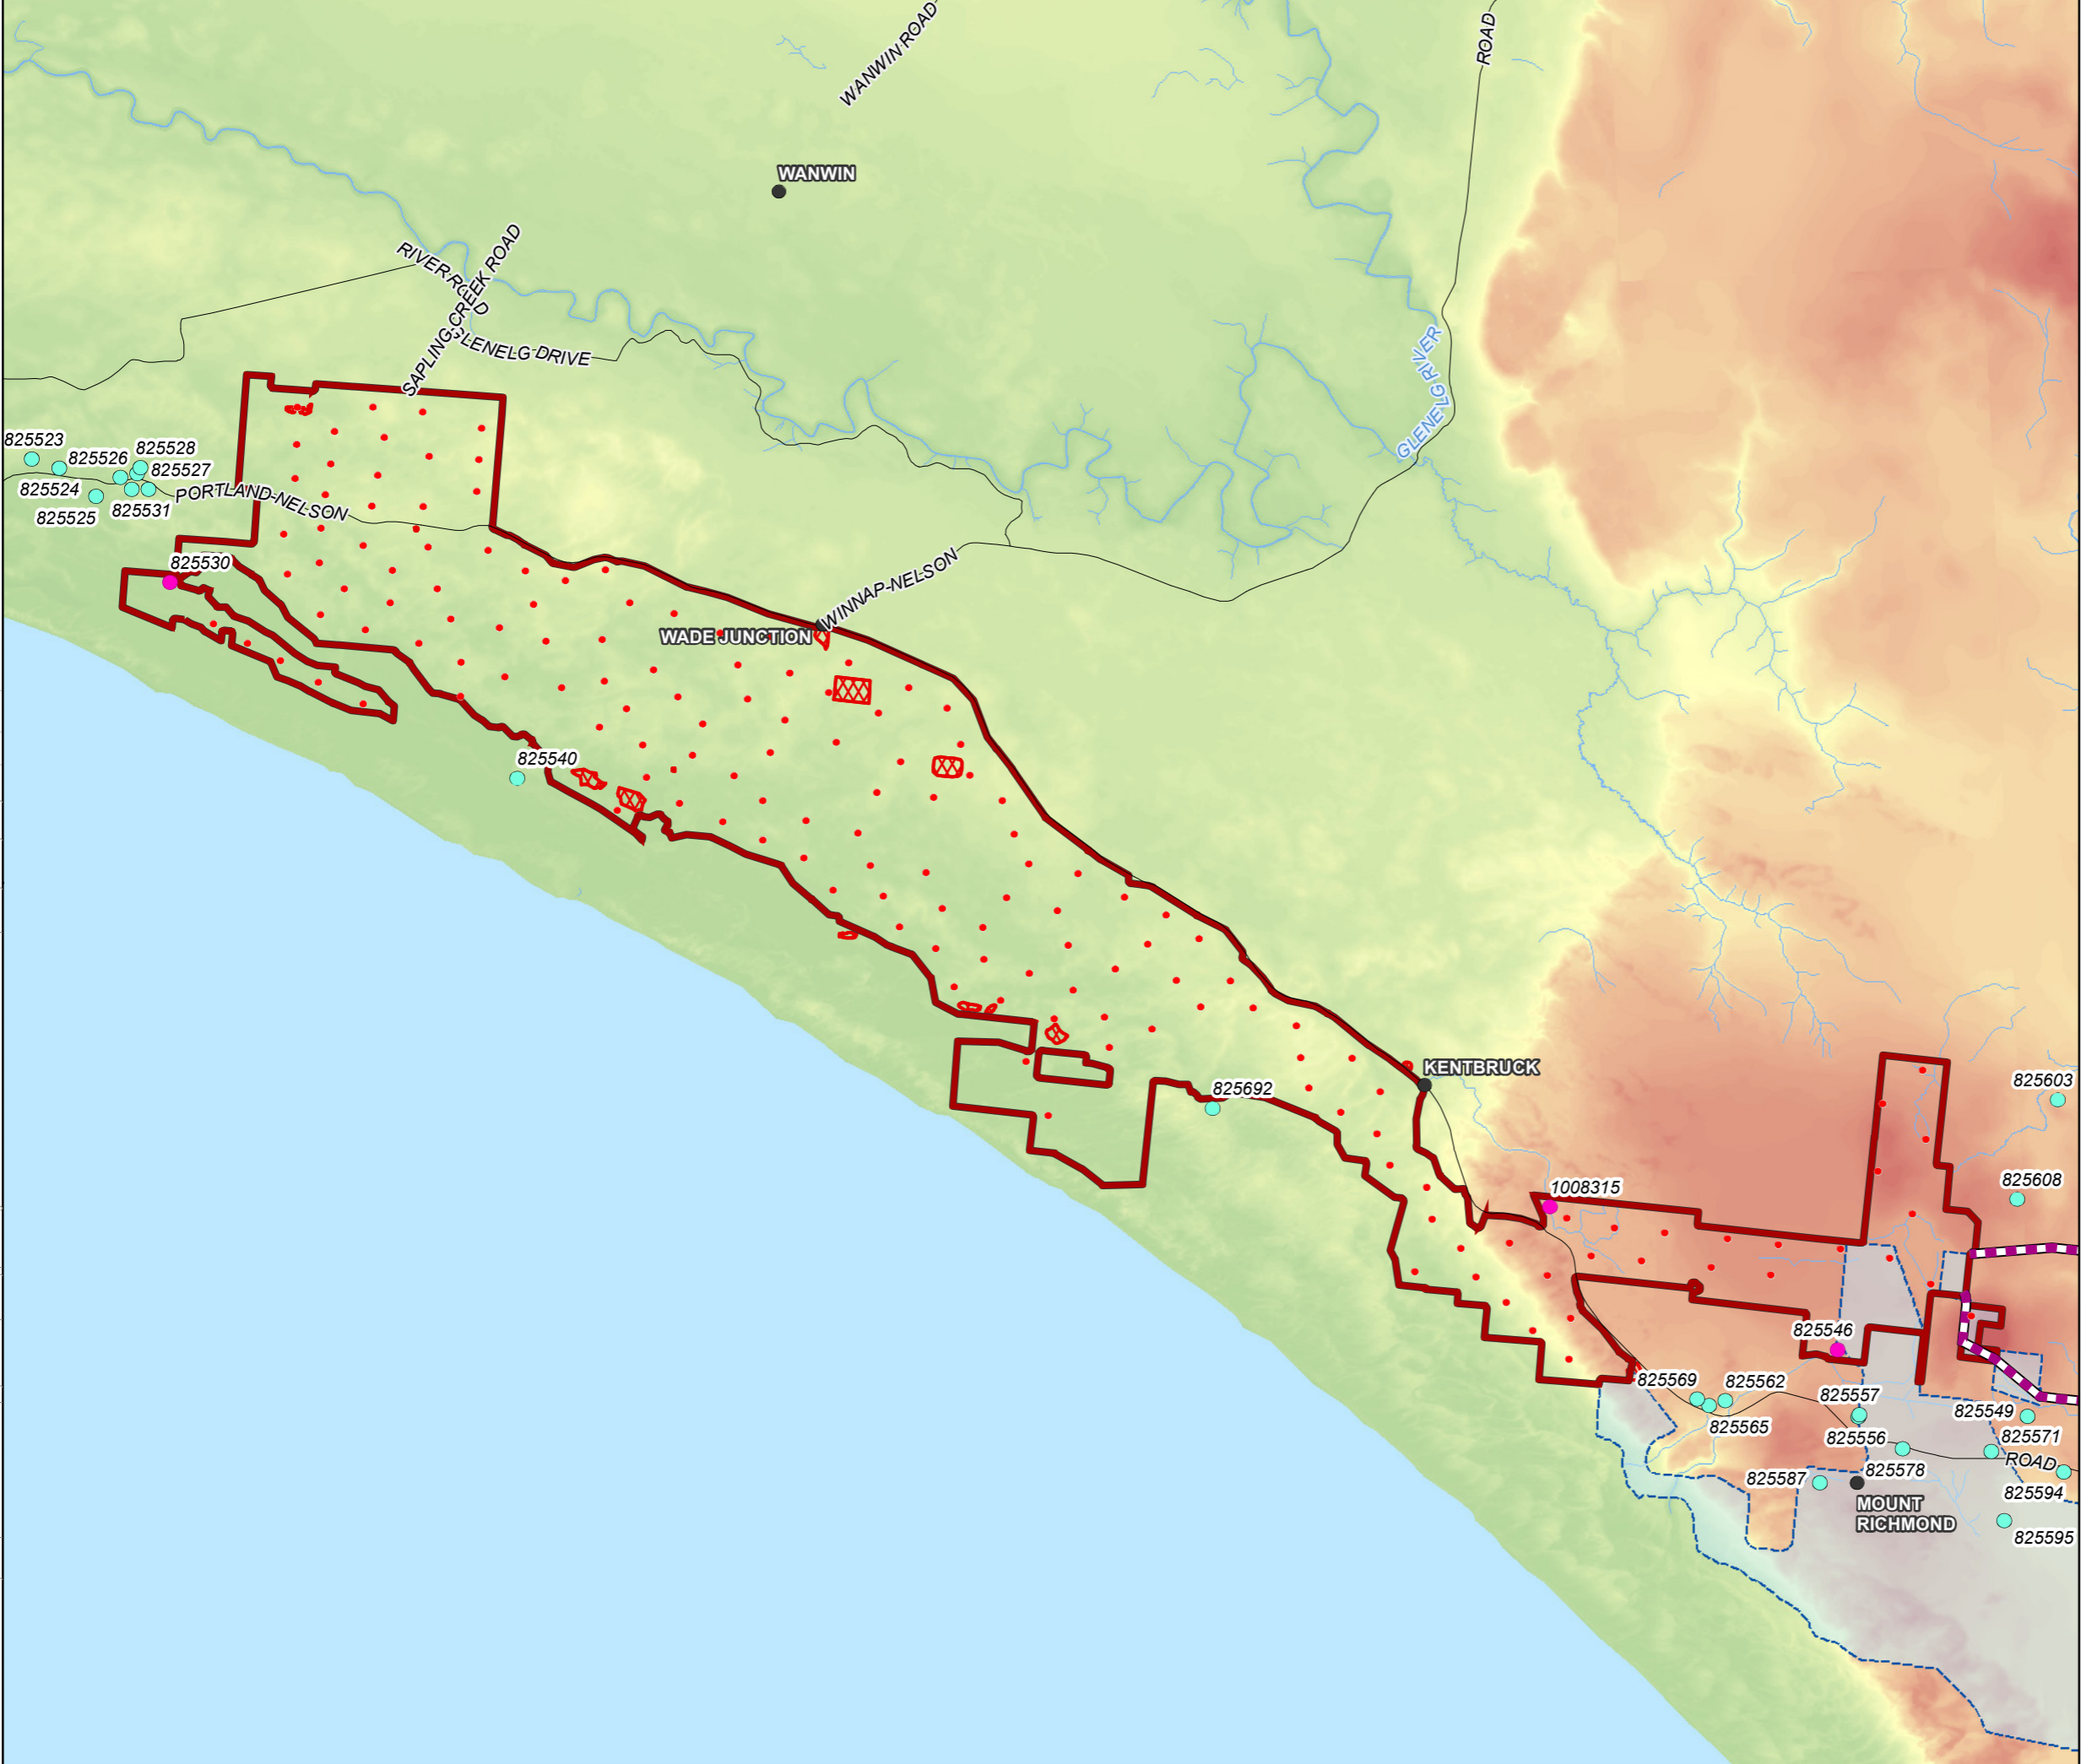 WANWIN ROAD
ROAD
WANWIN
RIVER ROAD
SAPLING CREEK ROAD
GLENELG DRIVE
GLENELG RIVER
825523
825526
825528
825527
825524
825525
825531
PORTLAND-NELSON
825530
WINNAP-NELSON
WADE JUNCTION
825540
KENTBRUCK
825692
825603
1008315
825608
825546
825569
825562
825557
825549
825565
825556
825571
ROAD
825587
825578
825594
MOUNT
RICHMOND
825595